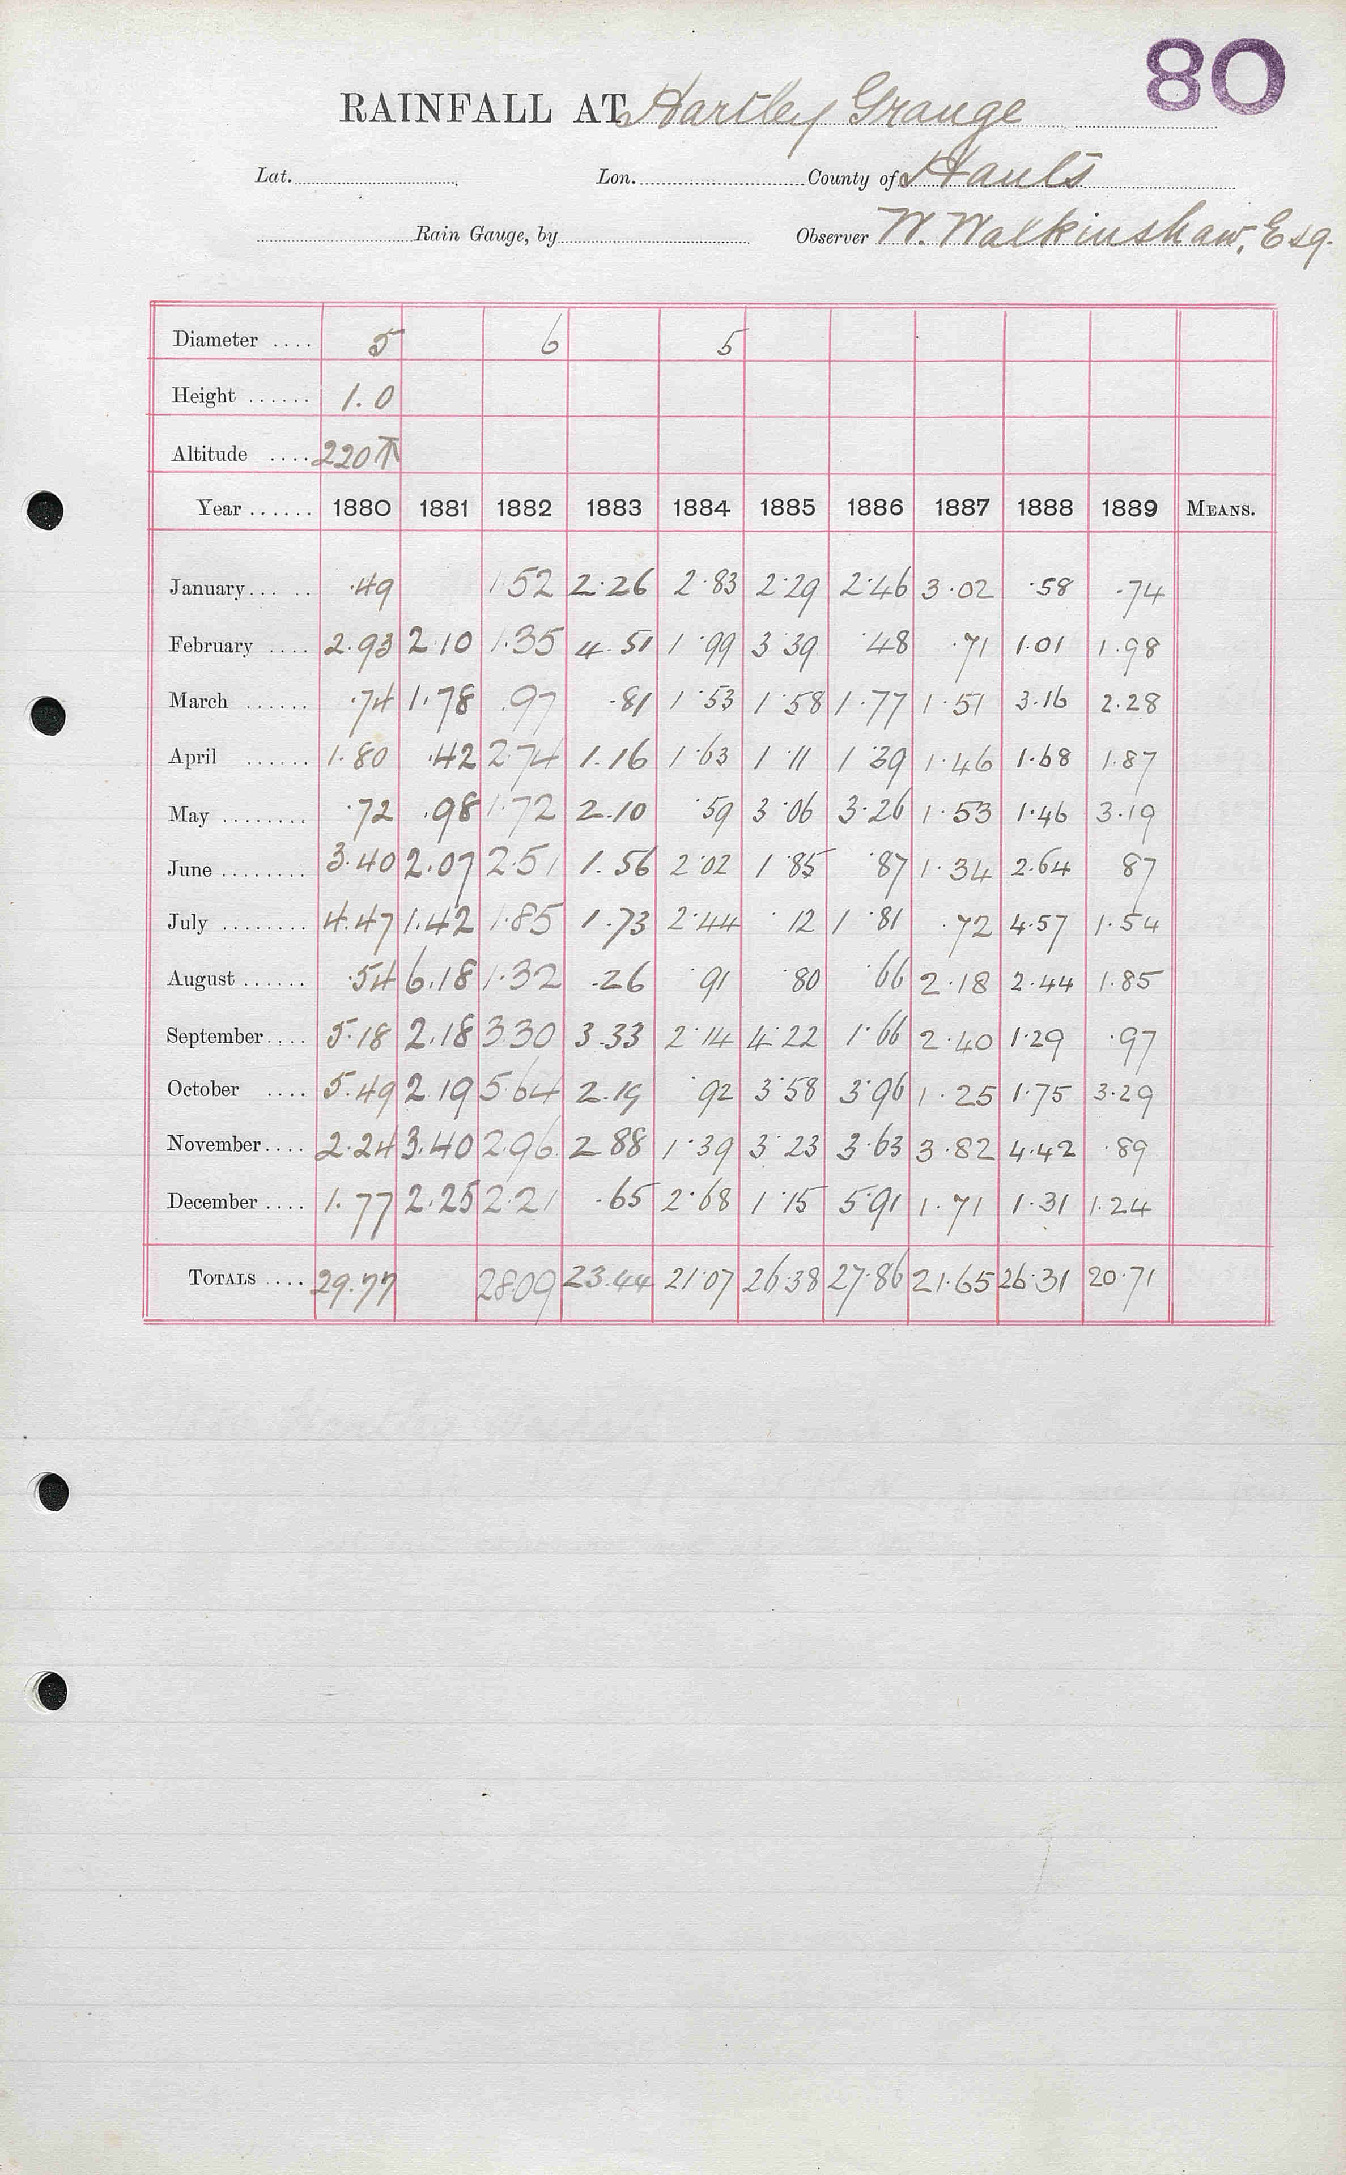 80
RAINFALL AT Hartley Grange
Lat. Lon. County of Hants
Rain Gauge, by Observer W. Walkinshaw, Esq.
Diameter .... 5 6 5
Height ...... 1.0
Altitude .... 220 T
Year ...... 1880 1881 1882 1883 1884 1885 1886 1887 1888 1889 MEANS.
January ... .. .49 1.52 2.26 2.83 2.29 2.46 3.02 .58 .74
February .... 2.93 2.10 1.35 4.51 1.99 3.39 .48 .71 1.01 1.98
March ...... .74 1.78 .97 .81 1.53 1.58 1.77 1.51 3.16 2.28
April ...... 1.80 .42 2.74 1.16 1.63 1.11 1.39 1.46 1.68 1.87
May ........ .72 .98 1.72 2.10 .59 3.06 3.26 1.53 1.46 3.19
June ........ 3.40 2.07 2.51 1.56 2.02 1.85 .87 1.34 2.64 87
July ........ 4.47 1.42 1.85 1.73 2.44 .12 1.81 .72 4.57 1.54
August ...... .54 6.18 1.32 .26 .91 .80 .66 2.18 2.44 1.85
September .... 5.18 2.18 3.30 3.33 2.14 4.22 1.66 2.40 1.29 .97
October .... 5.49 2.19 5.64 2.19 .92 3.58 3.96 1.25 1.75 3.29
November .... 2.24 3.40 2.96 2.88 1.39 3.23 3.63 3.82 4.42 .89
December .... 1.77 2.25 2.21 .65 2.68 1.15 5.91 1.71 1.31 1.24
TOTALS .... 29.77 28.09 23.44 21.07 26.38 27.86 21.65 26.31 20.71